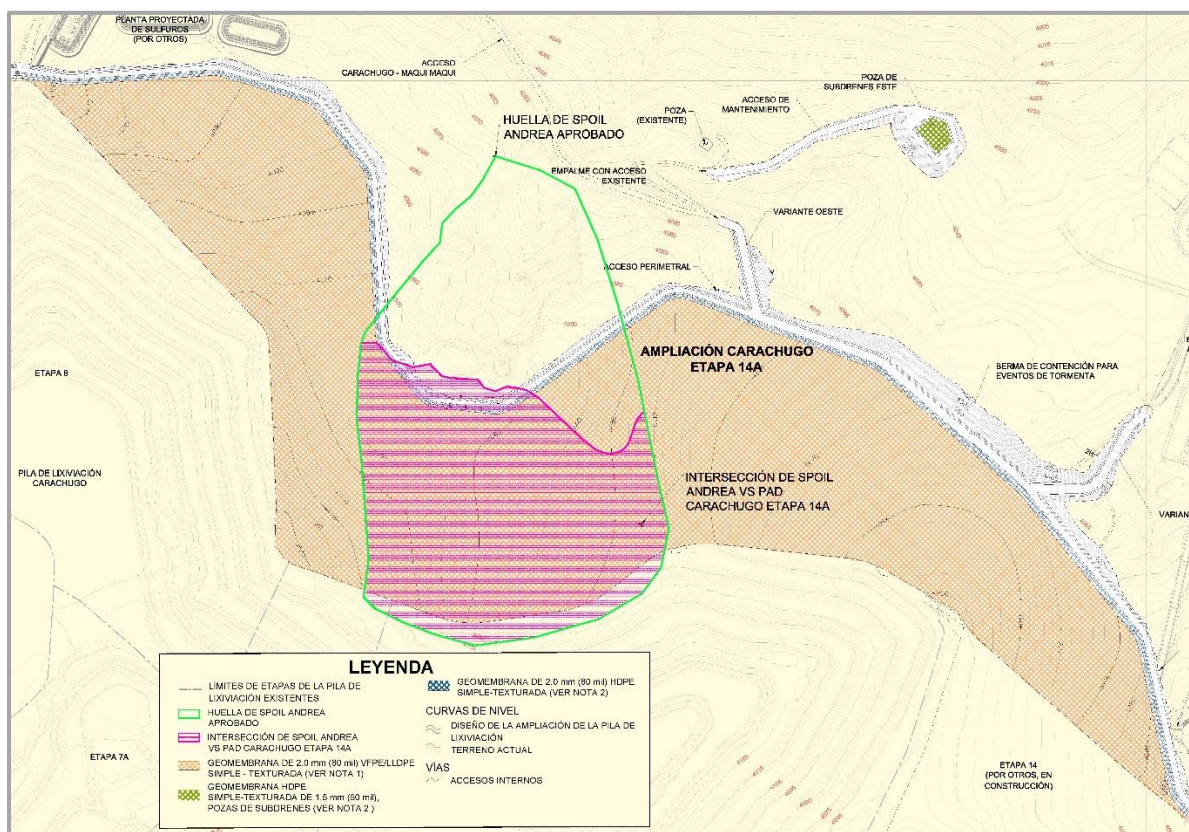 PLANTA PROYECTADA
DE SULFUROS
(POR OTROS)
ACCESO
CARACHUGO - MAQUI MAQUI
HUELLA DE SPOIL
ANDREA APROBADO
POZA
(EXISTENTE)
ACCESO DE
MANTENIMIENTO
POZA DE
SUBDRENES ESTE
EMPALME CON ACCESO
EXISTENTE
VARIANTE OESTE
ACCESO PERIMETRAL
AMPLIACIÓN CARACHUGO
ETAPA 14A
BERMA DE CONTENCIÓN PARA
EVENTOS DE TORMENTA
ETAPA 8
PILA DE LIXIVIACIÓN
CARACHUGO
INTERSECCIÓN DE SPOIL
ANDREA VS PAD
CARACHUGO ETAPA 14A
VARIAN
ETAPA 7A
ETAPA 14
(POR OTROS, EN
CONSTRUCCIÓN)
LEYENDA
LÍMITES DE ETAPAS DE LA PILA DE
LIXIVIACIÓN EXISTENTES
HUELLA DE SPOIL ANDREA
APROBADO
INTERSECCIÓN DE SPOIL ANDREA
VS PAD CARACHUGO ETAPA 14A
GEOMEMBRANA DE 2.0 mm (80 mil) VFPE/LLDPE
SIMPLE - TEXTURADA (VER NOTA 1)
GEOMEMBRANA HDPE
SIMPLE-TEXTURADA DE 1.5 mm (60 mil),
POZAS DE SUBDRENES (VER NOTA 2 )
GEOMEMBRANA DE 2.0 mm (80 mil) HDPE
SIMPLE-TEXTURADA (VER NOTA 2)
CURVAS DE NIVEL
DISEÑO DE LA AMPLIACIÓN DE LA PILA DE
LIXIVIACIÓN
TERRENO ACTUAL
VÍAS
ACCESOS INTERNOS